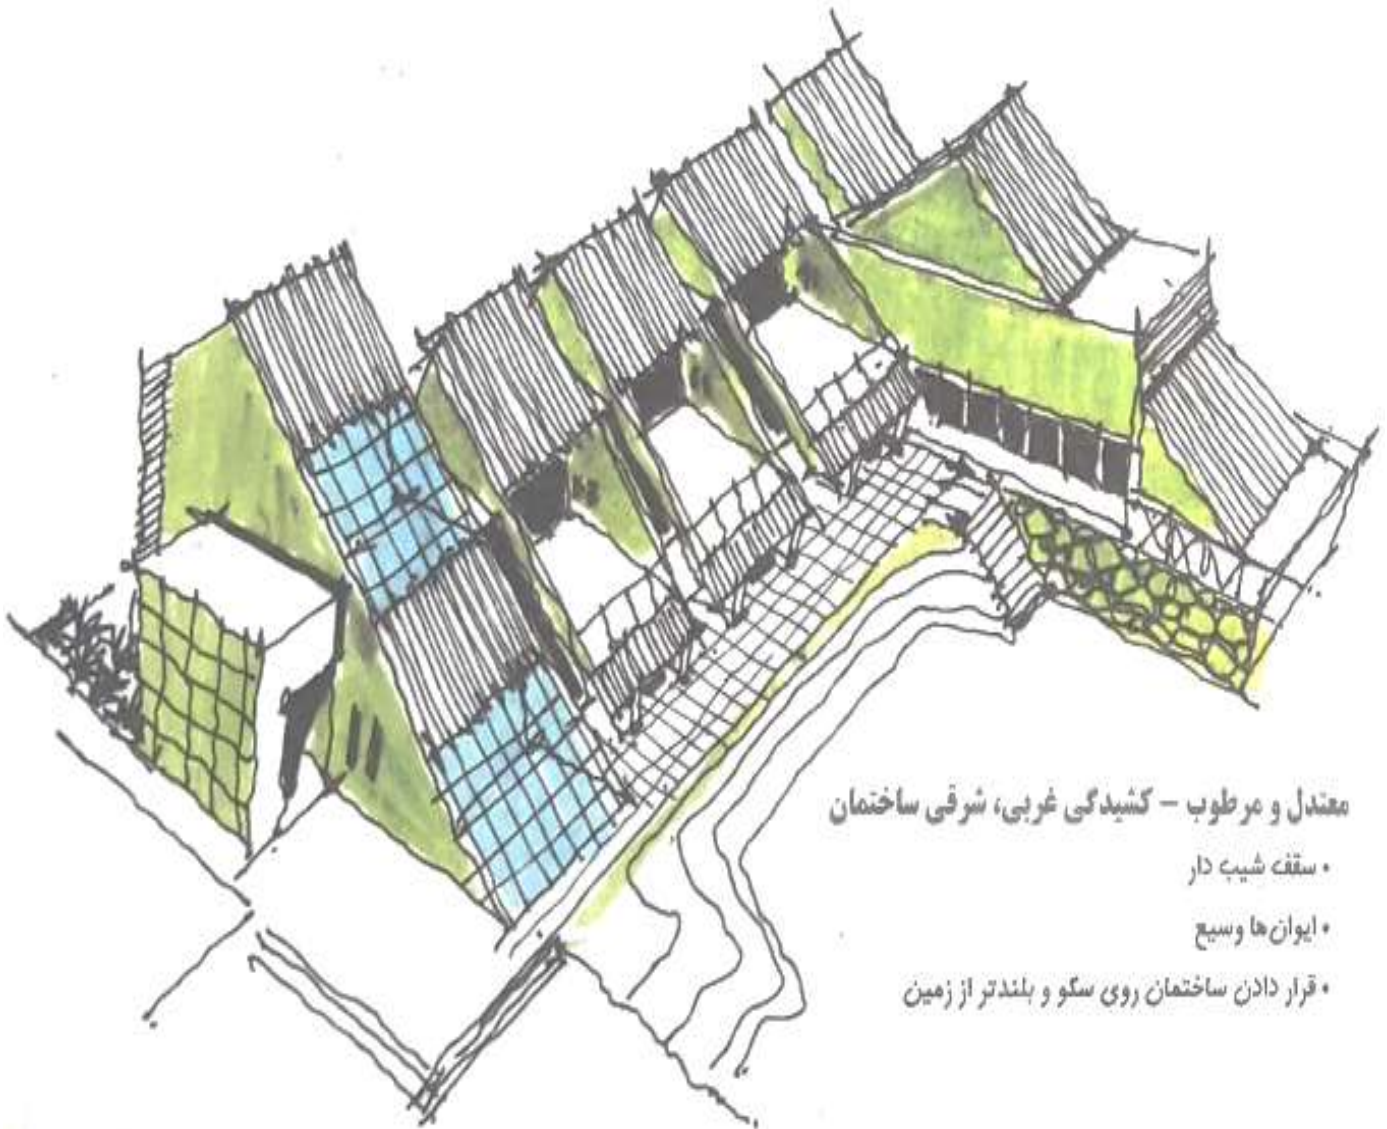 معتدل و مرطوب – کشیدگی غربی، شرقی ساختمان
• سقف شیب دار
• ایوان‌ها وسیع
• قرار دادن ساختمان روی سکو و بلندتر از زمین